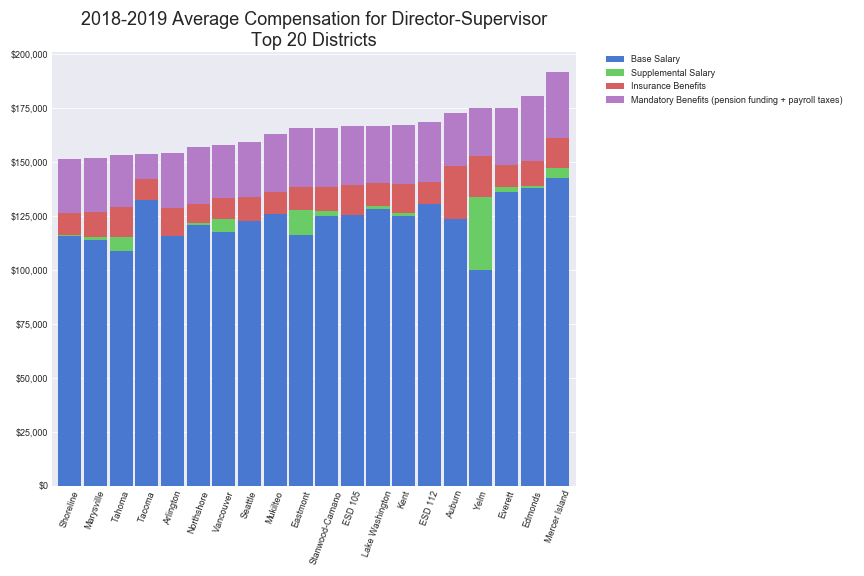 2018-2019 Average Compensation for Director-Supervisor
Top 20 Districts
$200,000
$175,000
$150,000
$125,000
$100,000
$75,000
$50,000
$25,000
$0
Base Salary
Supplemental Salary
Insurance Benefits
Mandatory Benefits (pension funding + payroll taxes)
Shoreline
Marysville
Tahoma
Tacoma
Arlington
Northshore
Vancouver
Seattle
Mukilteo
Eastmont
Stanwood-Camano
ESD 105
Lake Washington
Kent
ESD 112
Auburn
Yelm
Everett
Edmonds
Mercer Island